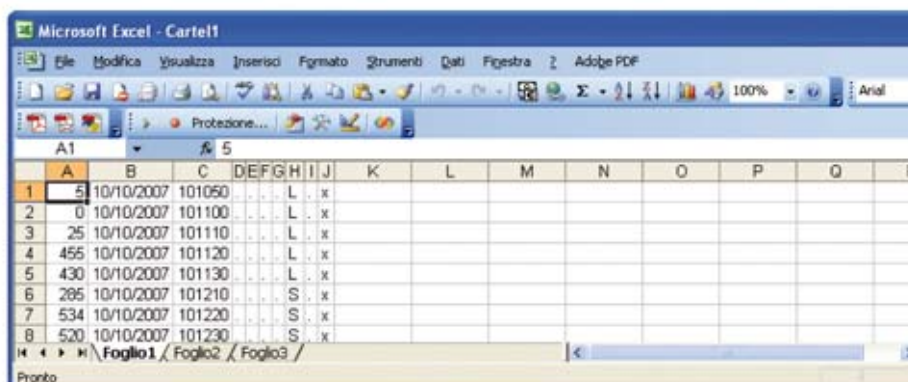 Microsoft Excel - Cartel1
File Modifica Visualizza Inserisci Formato Strumenti Dati Finestra ? Adobe PDF
100% Arial
Protezione...
A1 fx 5
A B C D E F G H I J K L M N O P Q
1 5 10/10/2007 101050 . . . . L . x
2 0 10/10/2007 101100 . . . . L . x
3 25 10/10/2007 101110 . . . . L . x
4 455 10/10/2007 101120 . . . . L . x
5 430 10/10/2007 101130 . . . . L . x
6 285 10/10/2007 101210 . . . . S . x
7 534 10/10/2007 101220 . . . . S . x
8 520 10/10/2007 101230 . . . . S . x
Foglio1 / Foglio2 / Foglio3 /
Pronto